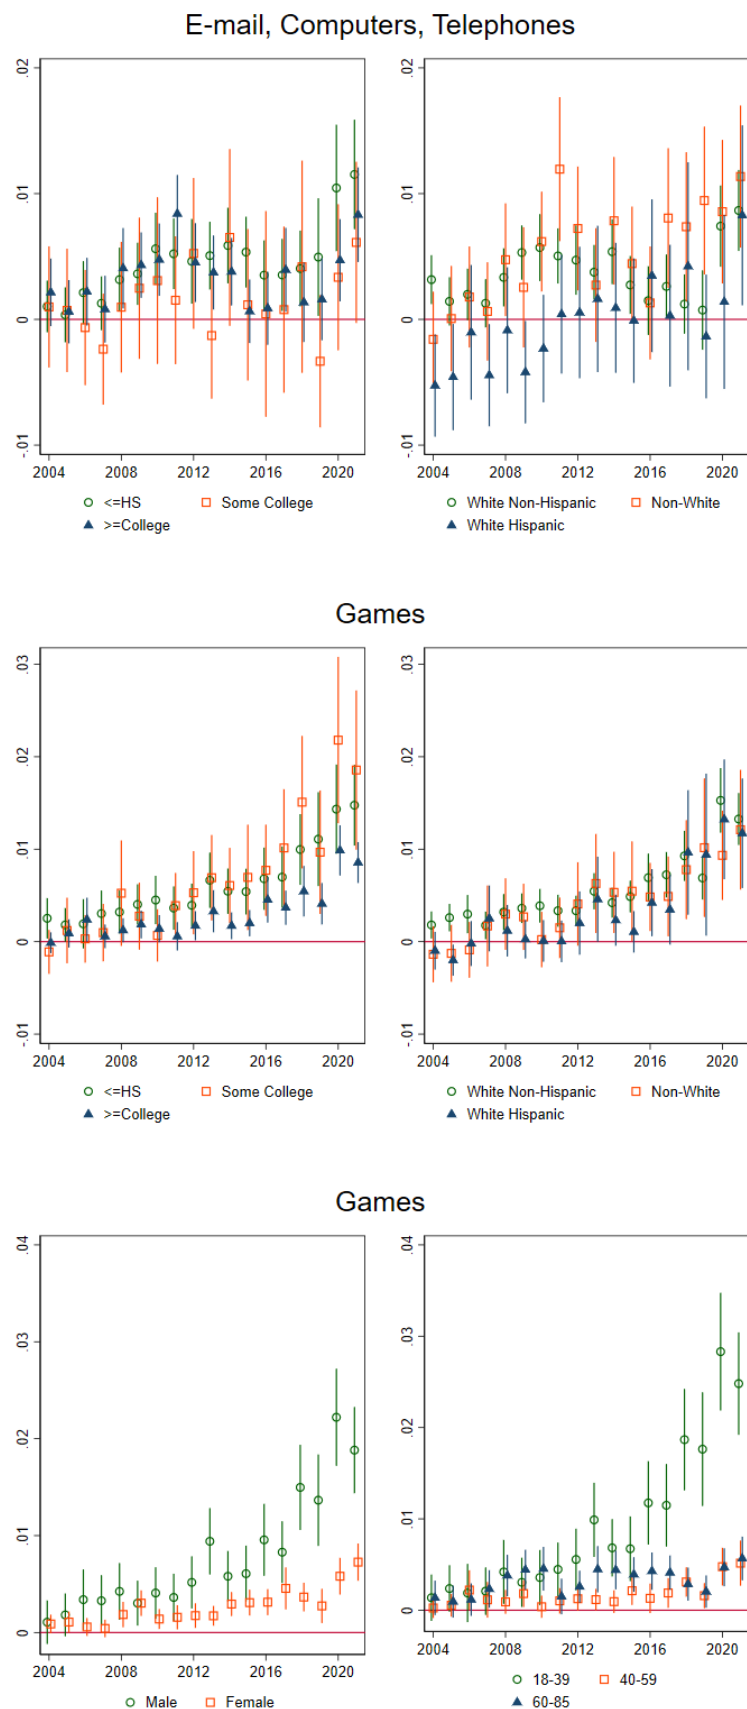 E-mail, Computers, Telephones
.02
.01
0
-.01
2004 2008 2012 2016 2020
<=HS Some College
>=College
.02
.01
0
-.01
2004 2008 2012 2016 2020
White Non-Hispanic Non-White
White Hispanic
Games
.03
.02
.01
0
-.01
2004 2008 2012 2016 2020
<=HS Some College
>=College
.03
.02
.01
0
-.01
2004 2008 2012 2016 2020
White Non-Hispanic Non-White
White Hispanic
Games
.04
.03
.02
.01
0
2004 2008 2012 2016 2020
Male Female
.04
.03
.02
.01
0
2004 2008 2012 2016 2020
18-39 40-59
60-85